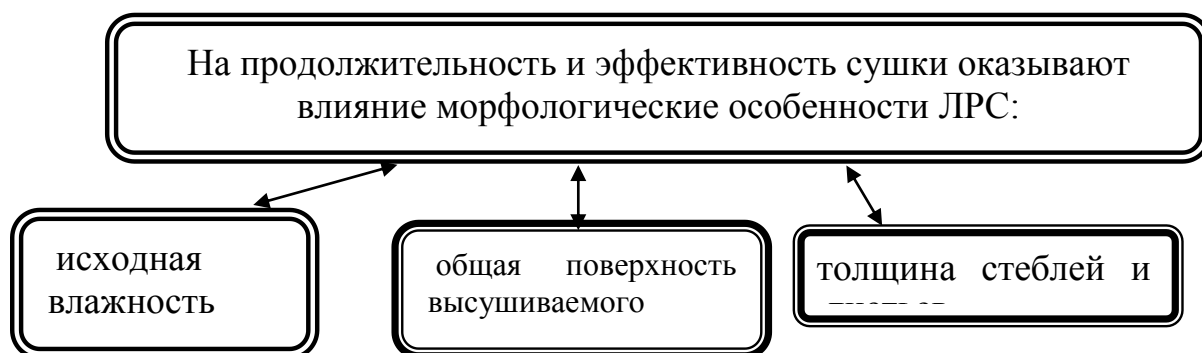 На продолжительность и эффективность сушки оказывают
влияние морфологические особенности ЛРС:
исходная
влажность
общая поверхность
высушиваемого
толщина стеблей и